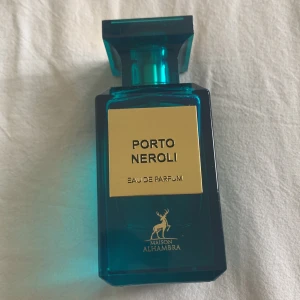 PORTO
NEROLI
EAU DE PARFUM
MAISON
ALHAMBRA